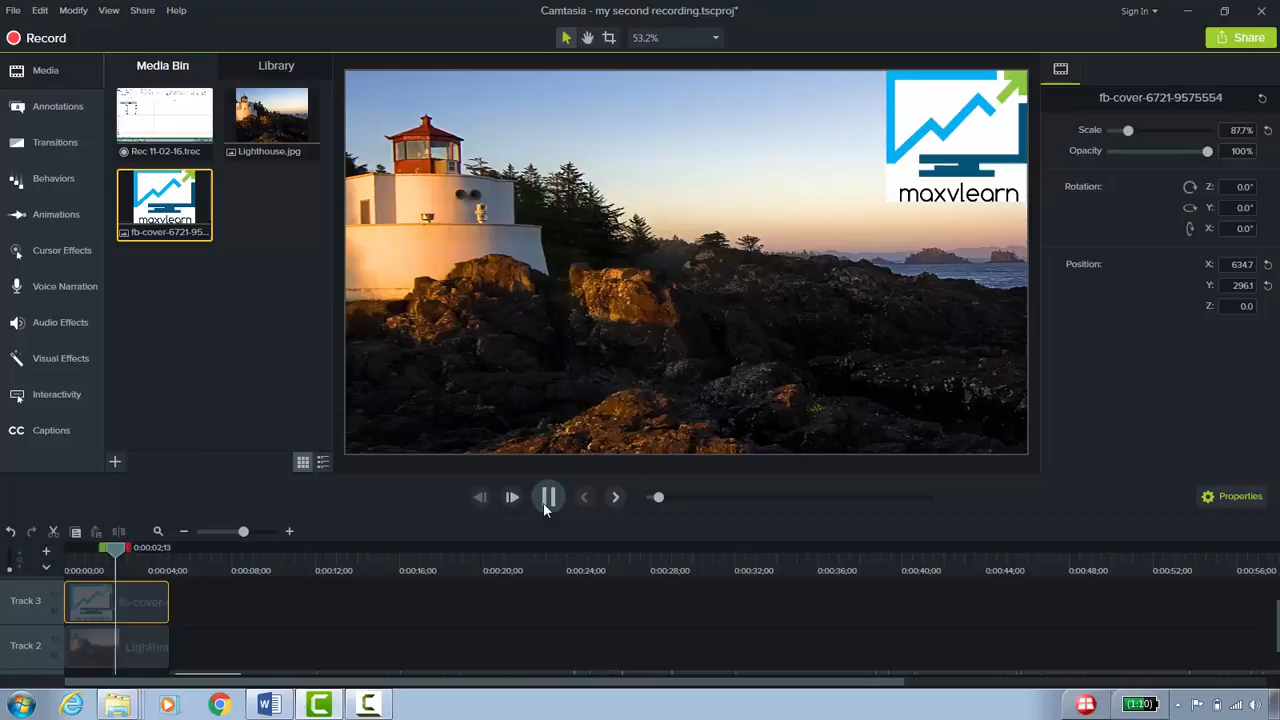 File Edit Modify View Share Help
Camtasia - my second recording.tscproj*
Sign In
Record
53.2%
Share
Media
Annotations
Transitions
Behaviors
Animations
Cursor Effects
Voice Narration
Audio Effects
Visual Effects
Interactivity
CC Captions
Media Bin
Library
Rec 11-02-16.trec
Lighthouse.jpg
maxvlearn
fb-cover-6721-95...
maxvlearn
fb-cover-6721-9575554
Scale 87.7%
Opacity 100%
Rotation: Z: 0.0°
Y: 0.0°
X: 0.0°
Position: X: 634.7
Y: 296.1
Z: 0.0
Properties
0:00:02;13
0:00:00;00 0:00:04;00 0:00:08;00 0:00:12;00 0:00:16;00 0:00:20;00 0:00:24;00 0:00:28;00 0:00:32;00 0:00:36;00 0:00:40;00 0:00:44;00 0:00:48;00 0:00:52;00 0:00:56;00
Track 3
fb-cover-
Track 2
Lighthou
(1:10)